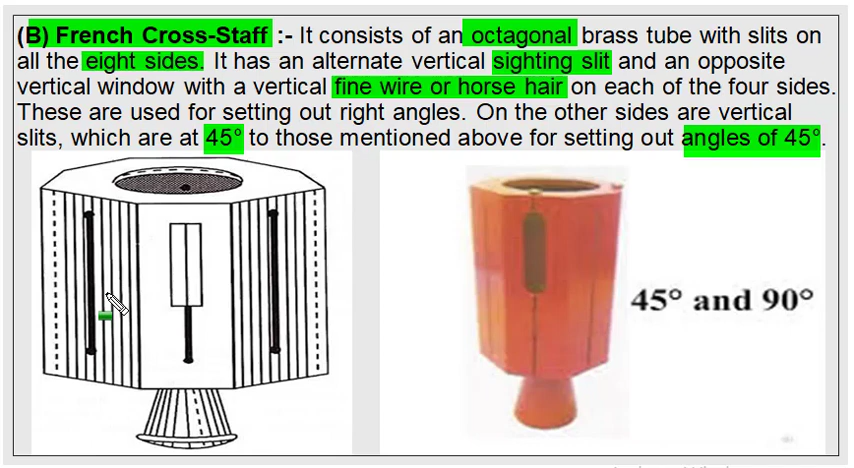 (B) French Cross-Staff :- It consists of an octagonal brass tube with slits on
all the eight sides. It has an alternate vertical sighting slit and an opposite
vertical window with a vertical fine wire or horse hair on each of the four sides.
These are used for setting out right angles. On the other sides are vertical
slits, which are at 45° to those mentioned above for setting out angles of 45°.
45° and 90°